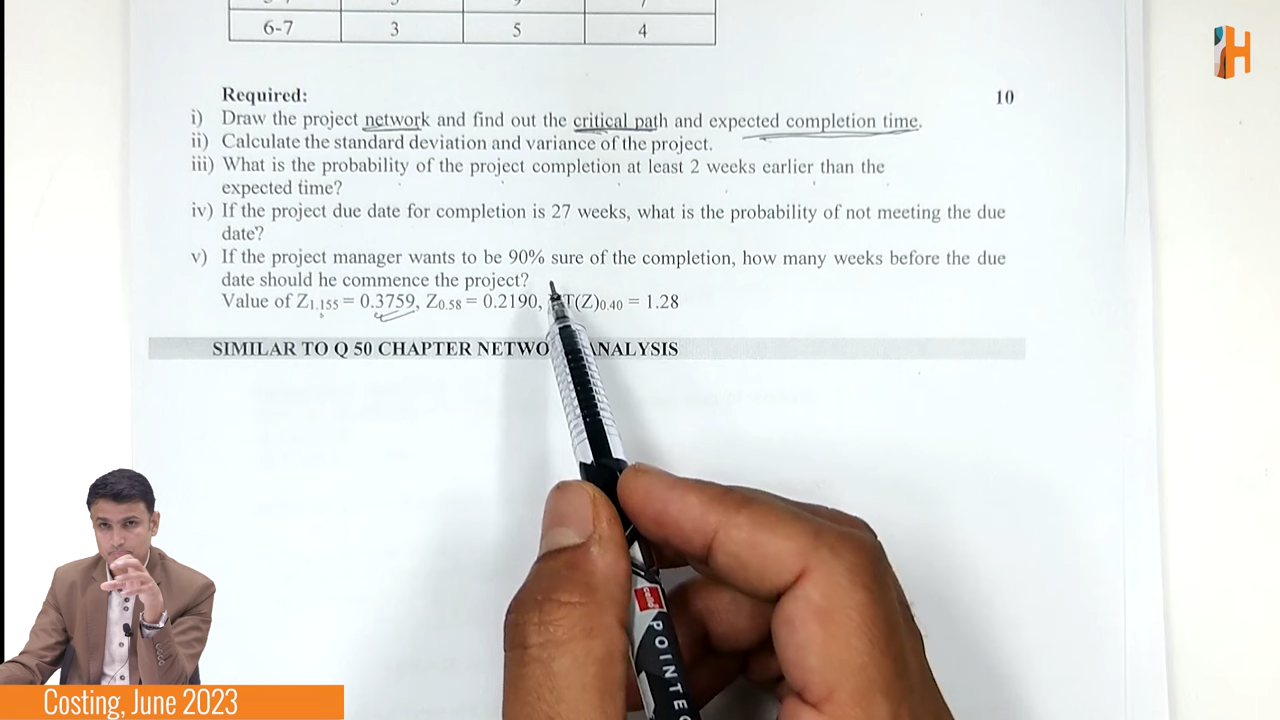 6-7 3 5 4
Required: 10
i) Draw the project network and find out the critical path and expected completion time.
ii) Calculate the standard deviation and variance of the project.
iii) What is the probability of the project completion at least 2 weeks earlier than the
expected time?
iv) If the project due date for completion is 27 weeks, what is the probability of not meeting the due
date?
v) If the project manager wants to be 90% sure of the completion, how many weeks before the due
date should he commence the project?
Value of Z1.155 = 0.3759, Z0.58 = 0.2190, (Z)0.40 = 1.28
SIMILAR TO Q 50 CHAPTER
H
cello
POINTEC
Costing, June 2023